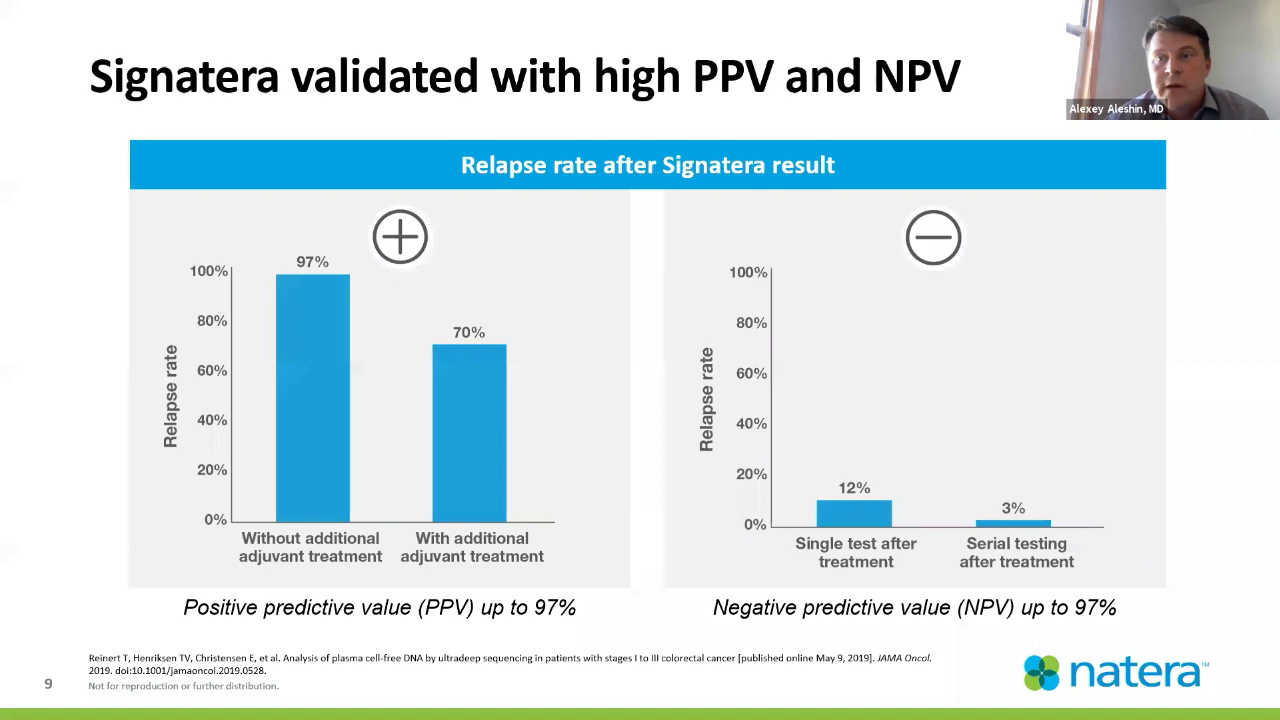 Signatera validated with high PPV and NPV
Alexey Aleshin, MD
Relapse rate after Signatera result
Relapse rate
100%
80%
60%
40%
20%
0%
97%
70%
Without additional
adjuvant treatment
With additional
adjuvant treatment
Positive predictive value (PPV) up to 97%
Relapse rate
100%
80%
60%
40%
20%
0%
12%
3%
Single test after
treatment
Serial testing
after treatment
Negative predictive value (NPV) up to 97%
Reinert T, Henriksen TV, Christensen E, et al. Analysis of plasma cell-free DNA by ultradeep sequencing in patients with stages I to III colorectal cancer [published online May 9, 2019]. JAMA Oncol.
2019. doi:10.1001/jamaoncol.2019.0528.
9
Not for reproduction or further distribution.
natera™